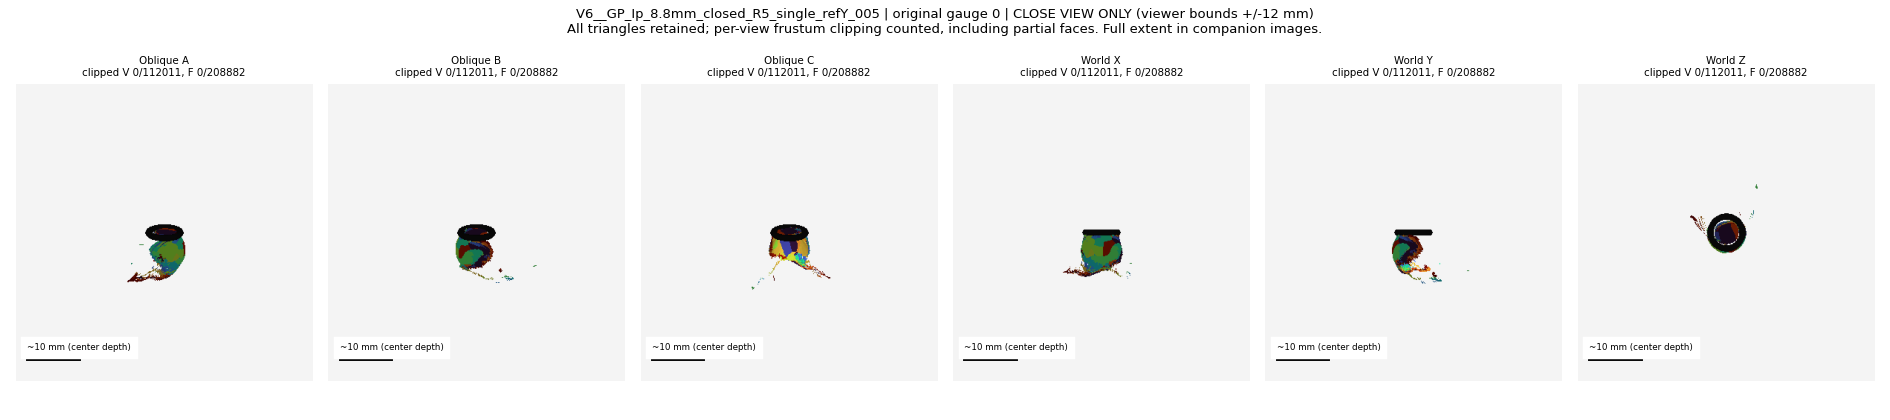 V6__GP_Ip_8.8mm_closed_R5_single_refY_005 | original gauge 0 | CLOSE VIEW ONLY (viewer bounds +/-12 mm)
All triangles retained; per-view frustum clipping counted, including partial faces. Full extent in companion images.
Oblique A
clipped V 0/112011, F 0/208882
Oblique B
clipped V 0/112011, F 0/208882
Oblique C
clipped V 0/112011, F 0/208882
World X
clipped V 0/112011, F 0/208882
World Y
clipped V 0/112011, F 0/208882
World Z
clipped V 0/112011, F 0/208882
~10 mm (center depth)
~10 mm (center depth)
~10 mm (center depth)
~10 mm (center depth)
~10 mm (center depth)
~10 mm (center depth)